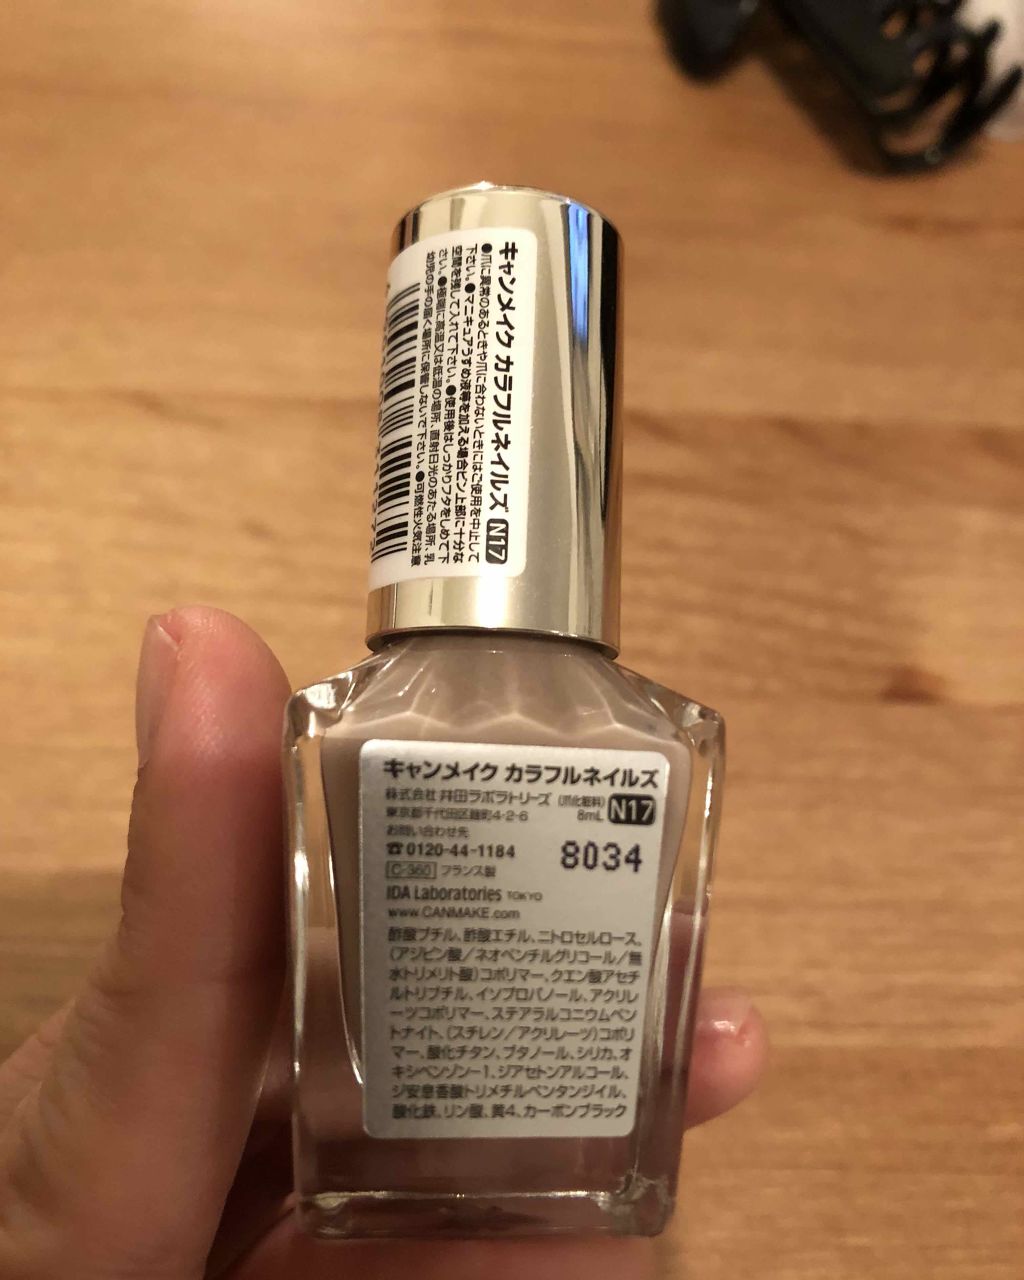 キャンメイク カラフルネイルズ N17
●爪に異常のあるときや爪に合わないときにはご使用を中止して
下さい。●マニキュアうすめ液等を加える場合ビン上部に十分な
空間を残して入れて下さい。●使用後はしっかりフタをしめて下
さい。●極端に高温又は低温の場所、直射日光のあたる場所、乳
幼児の手の届く場所に保管しないで下さい。●可燃性火気注意
キャンメイク カラフルネイルズ
株式会社 井田ラボラトリーズ (爪化粧料) N17
東京都千代田区麹町4-2-6 8mL
お問い合わせ先
☎0120-44-1184 8034
C-360 フランス製
IDA Laboratories TOKYO
www.CANMAKE.com
酢酸ブチル、酢酸エチル、ニトロセルロース、
(アジピン酸/ネオペンチルグリコール/無
水トリメリト酸)コポリマー、クエン酸アセチ
ルトリブチル、イソプロパノール、アクリレ
ーツコポリマー、ステアラルコニウムベン
トナイト、(スチレン/アクリレーツ)コポリ
マー、酸化チタン、ブタノール、シリカ、オ
キシベンゾン-1、ジアセトンアルコール、
ジ安息香酸トリメチルペンタンジイル、
酸化鉄、リン酸、黄4、カーボンブラック